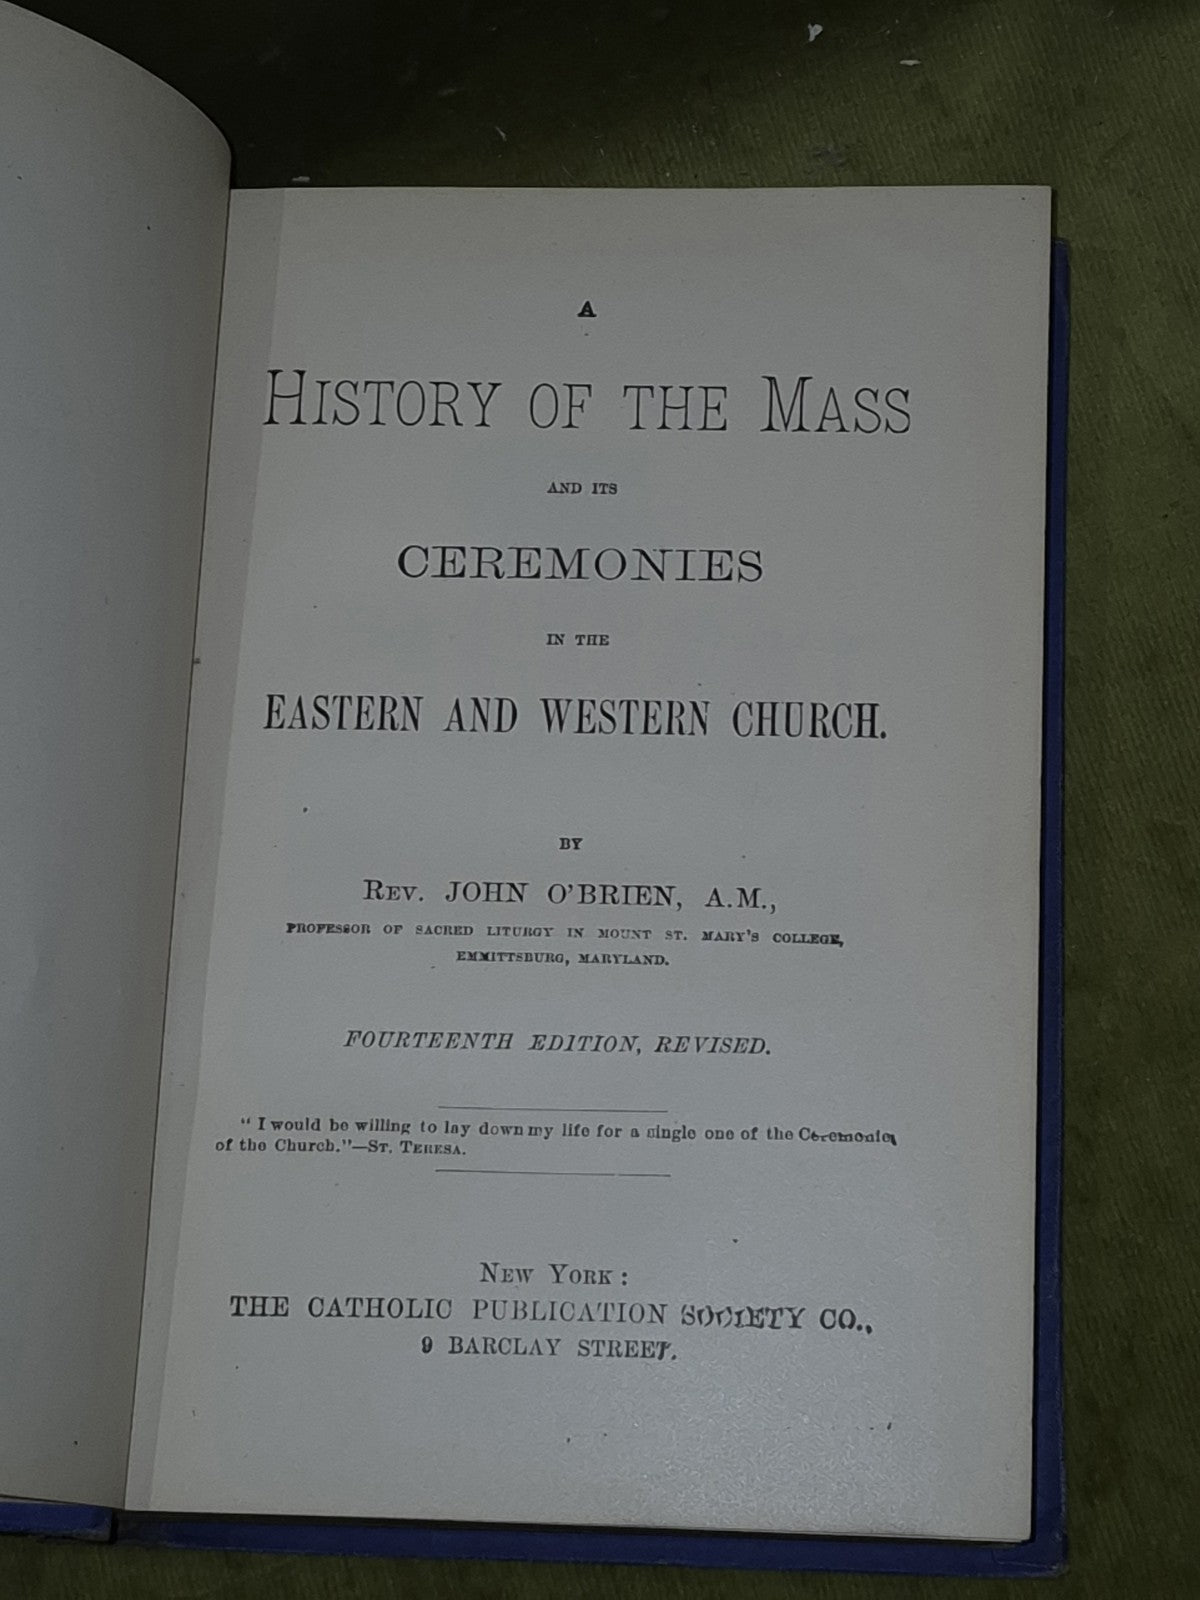 A
HISTORY OF THE MASS
AND ITS
CEREMONIES
IN THE
EASTERN AND WESTERN CHURCH.
BY
REV. JOHN O'BRIEN, A.M.,
PROFESSOR OF SACRED LITURGY IN MOUNT ST. MARY'S COLLEGE,
EMMITTSBURG, MARYLAND.
FOURTEENTH EDITION, REVISED.
"I would be willing to lay down my life for a single one of the Ceremonies
of the Church."—ST. TERESA.
NEW YORK:
THE CATHOLIC PUBLICATION SOCIETY CO.,
9 BARCLAY STREET.